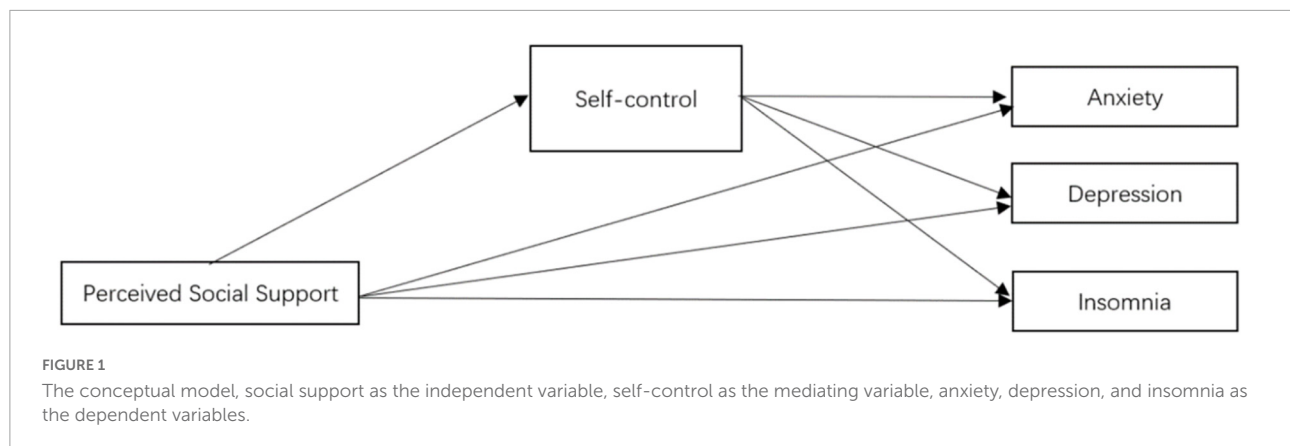 Self-control
Anxiety
Depression
Perceived Social Support
Insomnia
FIGURE 1
The conceptual model, social support as the independent variable, self-control as the mediating variable, anxiety, depression, and insomnia as
the dependent variables.